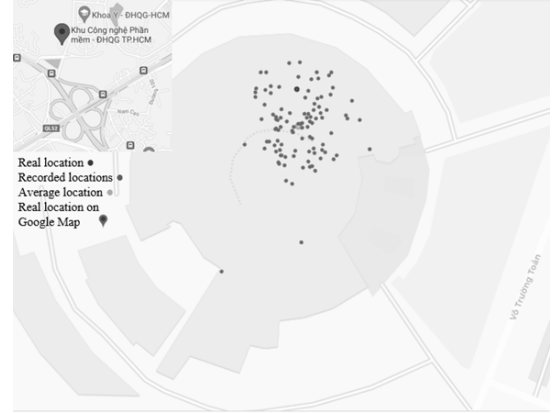 Khoa Y - ĐHQG-HCM
Khu Công nghệ Phần
mềm - ĐHQG TP.HCM
QL52
Real location
Recorded locations
Average location
Real location on
Google Map
Võ Trường Toản